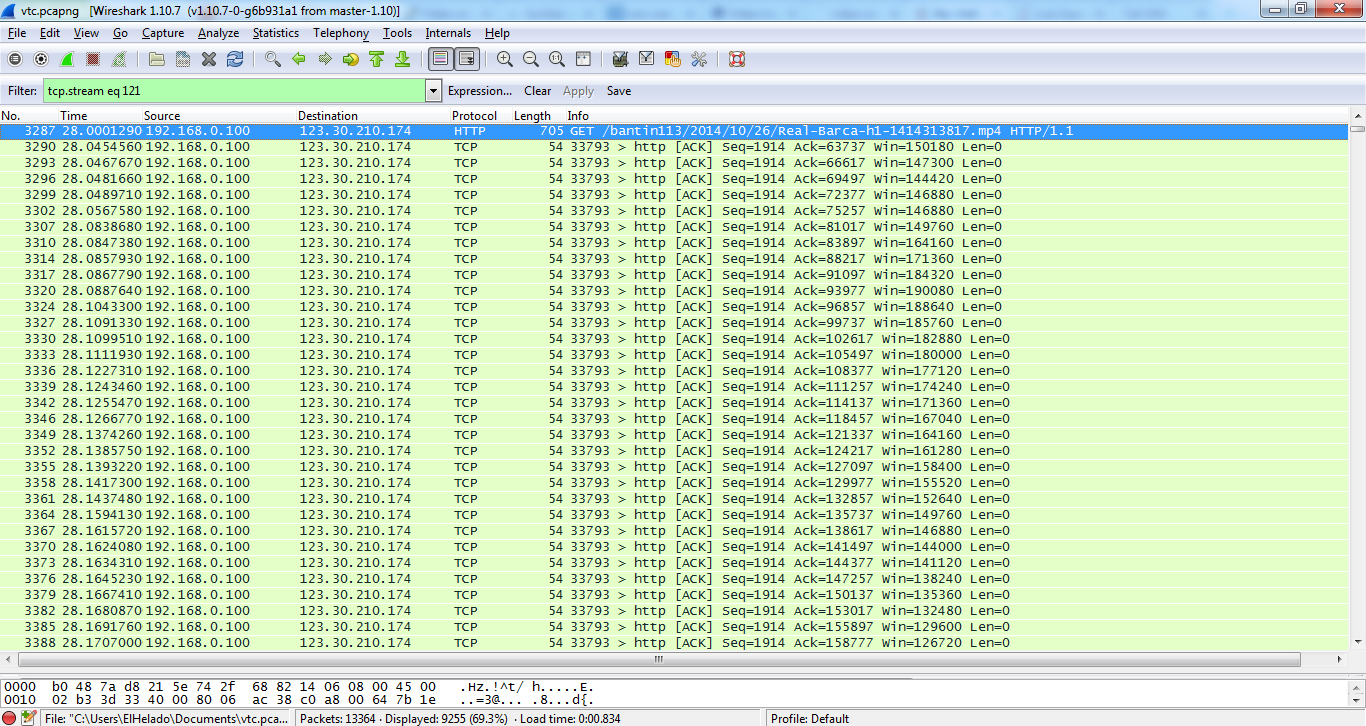 vtc.pcapng [Wireshark 1.10.7 (v1.10.7-0-g6b931a1 from master-1.10)]
File Edit View Go Capture Analyze Statistics Telephony Tools Internals Help
Filter: tcp.stream eq 121 Expression... Clear Apply Save
No. Time Source Destination Protocol Length Info
3287 28.0001290 192.168.0.100 123.30.210.174 HTTP 705 GET /bantin113/2014/10/26/Real-Barca-h1-1414313817.mp4 HTTP/1.1
3290 28.0454560 192.168.0.100 123.30.210.174 TCP 54 33793 > http [ACK] Seq=1914 Ack=63737 Win=150180 Len=0
3293 28.0467670 192.168.0.100 123.30.210.174 TCP 54 33793 > http [ACK] Seq=1914 Ack=66617 Win=147300 Len=0
3296 28.0481660 192.168.0.100 123.30.210.174 TCP 54 33793 > http [ACK] Seq=1914 Ack=69497 Win=144420 Len=0
3299 28.0489710 192.168.0.100 123.30.210.174 TCP 54 33793 > http [ACK] Seq=1914 Ack=72377 Win=146880 Len=0
3302 28.0567580 192.168.0.100 123.30.210.174 TCP 54 33793 > http [ACK] Seq=1914 Ack=75257 Win=146880 Len=0
3307 28.0838680 192.168.0.100 123.30.210.174 TCP 54 33793 > http [ACK] Seq=1914 Ack=81017 Win=149760 Len=0
3310 28.0847380 192.168.0.100 123.30.210.174 TCP 54 33793 > http [ACK] Seq=1914 Ack=83897 Win=164160 Len=0
3314 28.0857930 192.168.0.100 123.30.210.174 TCP 54 33793 > http [ACK] Seq=1914 Ack=88217 Win=171360 Len=0
3317 28.0867790 192.168.0.100 123.30.210.174 TCP 54 33793 > http [ACK] Seq=1914 Ack=91097 Win=184320 Len=0
3320 28.0887640 192.168.0.100 123.30.210.174 TCP 54 33793 > http [ACK] Seq=1914 Ack=93977 Win=190080 Len=0
3324 28.1043300 192.168.0.100 123.30.210.174 TCP 54 33793 > http [ACK] Seq=1914 Ack=96857 Win=188640 Len=0
3327 28.1091330 192.168.0.100 123.30.210.174 TCP 54 33793 > http [ACK] Seq=1914 Ack=99737 Win=185760 Len=0
3330 28.1099510 192.168.0.100 123.30.210.174 TCP 54 33793 > http [ACK] Seq=1914 Ack=102617 Win=182880 Len=0
3333 28.1111930 192.168.0.100 123.30.210.174 TCP 54 33793 > http [ACK] Seq=1914 Ack=105497 Win=180000 Len=0
3336 28.1227310 192.168.0.100 123.30.210.174 TCP 54 33793 > http [ACK] Seq=1914 Ack=108377 Win=177120 Len=0
3339 28.1243460 192.168.0.100 123.30.210.174 TCP 54 33793 > http [ACK] Seq=1914 Ack=111257 Win=174240 Len=0
3342 28.1255470 192.168.0.100 123.30.210.174 TCP 54 33793 > http [ACK] Seq=1914 Ack=114137 Win=171360 Len=0
3346 28.1266770 192.168.0.100 123.30.210.174 TCP 54 33793 > http [ACK] Seq=1914 Ack=118457 Win=167040 Len=0
3349 28.1374260 192.168.0.100 123.30.210.174 TCP 54 33793 > http [ACK] Seq=1914 Ack=121337 Win=164160 Len=0
3352 28.1385750 192.168.0.100 123.30.210.174 TCP 54 33793 > http [ACK] Seq=1914 Ack=124217 Win=161280 Len=0
3355 28.1393220 192.168.0.100 123.30.210.174 TCP 54 33793 > http [ACK] Seq=1914 Ack=127097 Win=158400 Len=0
3358 28.1417300 192.168.0.100 123.30.210.174 TCP 54 33793 > http [ACK] Seq=1914 Ack=129977 Win=155520 Len=0
3361 28.1437480 192.168.0.100 123.30.210.174 TCP 54 33793 > http [ACK] Seq=1914 Ack=132857 Win=152640 Len=0
3364 28.1594130 192.168.0.100 123.30.210.174 TCP 54 33793 > http [ACK] Seq=1914 Ack=135737 Win=149760 Len=0
3367 28.1615720 192.168.0.100 123.30.210.174 TCP 54 33793 > http [ACK] Seq=1914 Ack=138617 Win=146880 Len=0
3370 28.1624080 192.168.0.100 123.30.210.174 TCP 54 33793 > http [ACK] Seq=1914 Ack=141497 Win=144000 Len=0
3373 28.1634310 192.168.0.100 123.30.210.174 TCP 54 33793 > http [ACK] Seq=1914 Ack=144377 Win=141120 Len=0
3376 28.1645230 192.168.0.100 123.30.210.174 TCP 54 33793 > http [ACK] Seq=1914 Ack=147257 Win=138240 Len=0
3379 28.1667410 192.168.0.100 123.30.210.174 TCP 54 33793 > http [ACK] Seq=1914 Ack=150137 Win=135360 Len=0
3382 28.1680870 192.168.0.100 123.30.210.174 TCP 54 33793 > http [ACK] Seq=1914 Ack=153017 Win=132480 Len=0
3385 28.1691760 192.168.0.100 123.30.210.174 TCP 54 33793 > http [ACK] Seq=1914 Ack=155897 Win=129600 Len=0
3388 28.1707000 192.168.0.100 123.30.210.174 TCP 54 33793 > http [ACK] Seq=1914 Ack=158777 Win=126720 Len=0
0000 b0 48 7a d8 21 5e 74 2f 68 82 14 06 08 00 45 00 .Hz.!^t/ h.....E.
0010 02 b3 3d 33 40 00 80 06 ac 38 c0 a8 00 64 7b 1e ..=3@... .8...d{.
File: "C:\Users\ElHelado\Documents\vtc.pca... Packets: 13364 · Displayed: 9255 (69.3%) · Load time: 0:00.834 Profile: Default